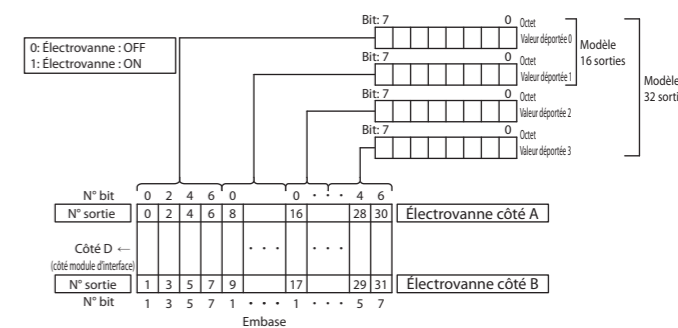 Bit: 7 0 Octet
Valeur déportée 0
0: Électrovanne : OFF
1: Électrovanne : ON
Bit: 7 0 Octet
Valeur déportée 1
Modèle
16 sorties
Bit: 7 0 Octet
Valeur déportée 2
Modèle
32 sorti
Bit: 7 0 Octet
Valeur déportée 3
N° bit 0 2 4 6 0 0 · · · 4 6
N° sortie 0 2 4 6 8 16 28 30 Électrovanne côté A
Côté D ← · · · · · ·
(côté module d'interface)
N° sortie 1 3 5 7 9 17 29 31 Électrovanne côté B
N° bit 1 3 5 7 1 · · · 1 · · · 5 7
Embase